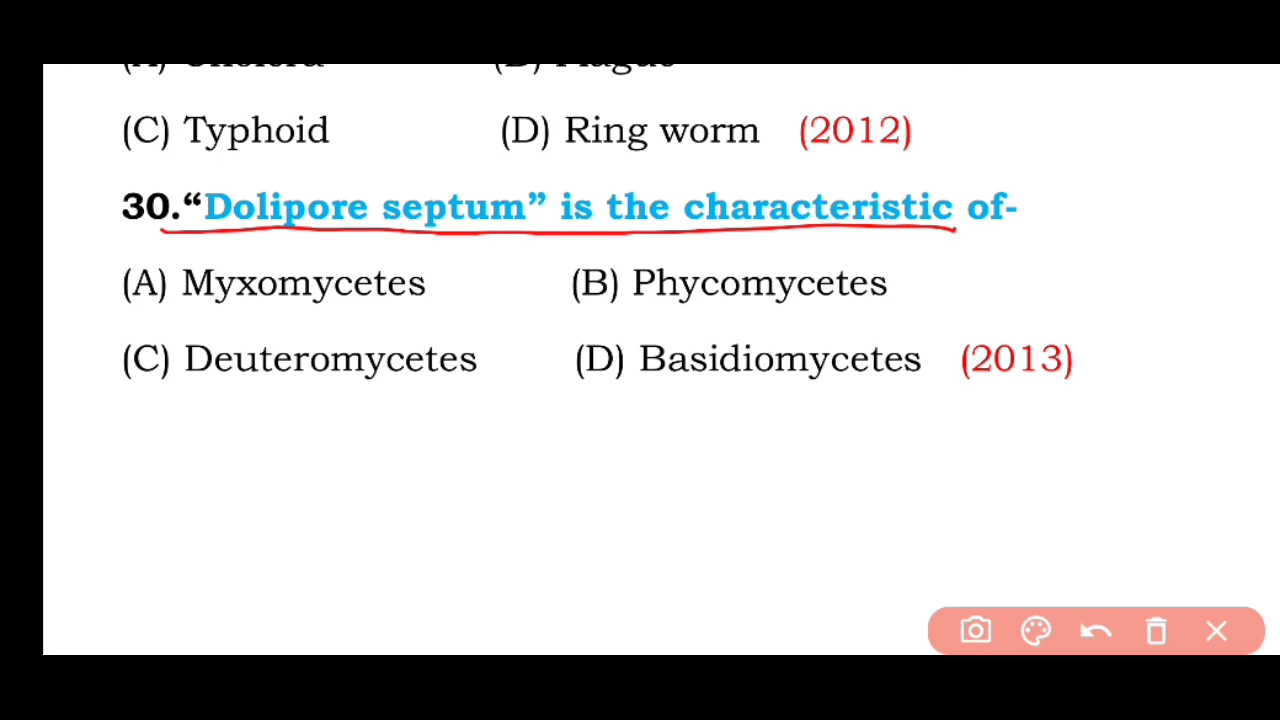 (C) Typhoid (D) Ring worm (2012)
30.“Dolipore septum” is the characteristic of-
(A) Myxomycetes (B) Phycomycetes
(C) Deuteromycetes (D) Basidiomycetes (2013)